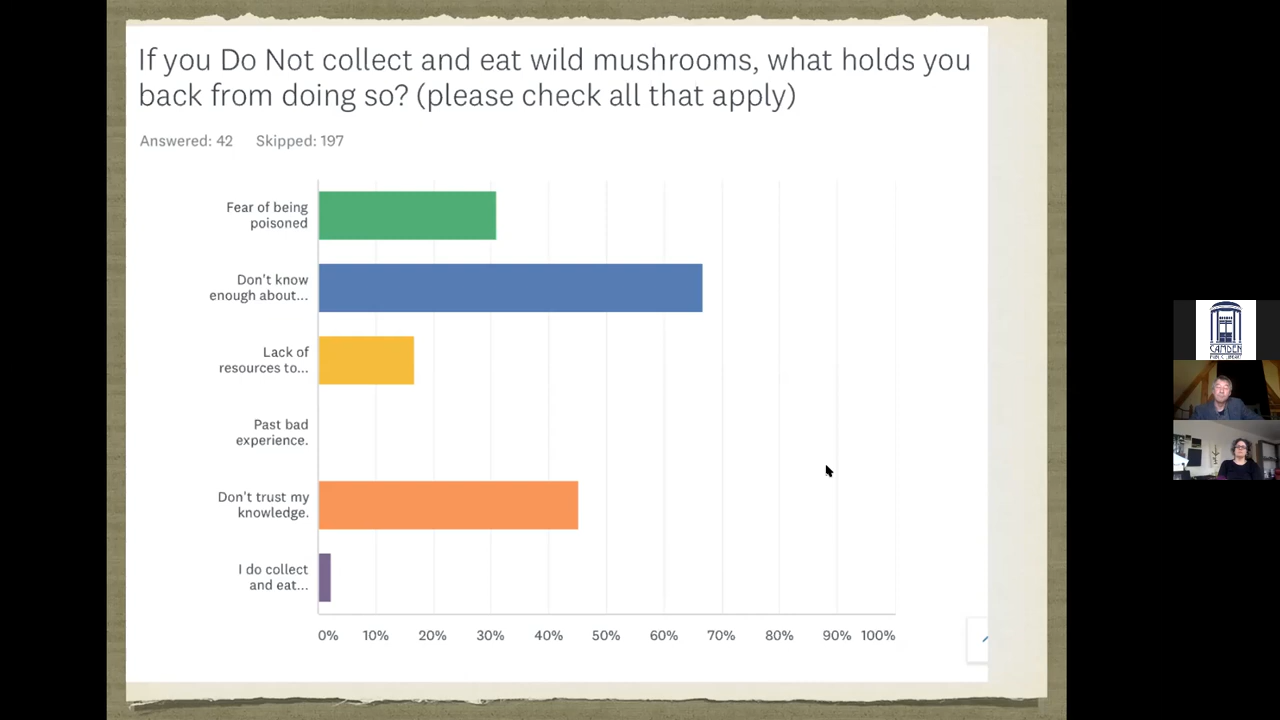 If you Do Not collect and eat wild mushrooms, what holds you
back from doing so? (please check all that apply)
Answered: 42 Skipped: 197
Fear of being
poisoned
Don't know
enough about...
Lack of
resources to...
Past bad
experience.
Don't trust my
knowledge.
I do collect
and eat...
0% 10% 20% 30% 40% 50% 60% 70% 80% 90% 100%
CAMDEN
PUBLIC LIBRARY